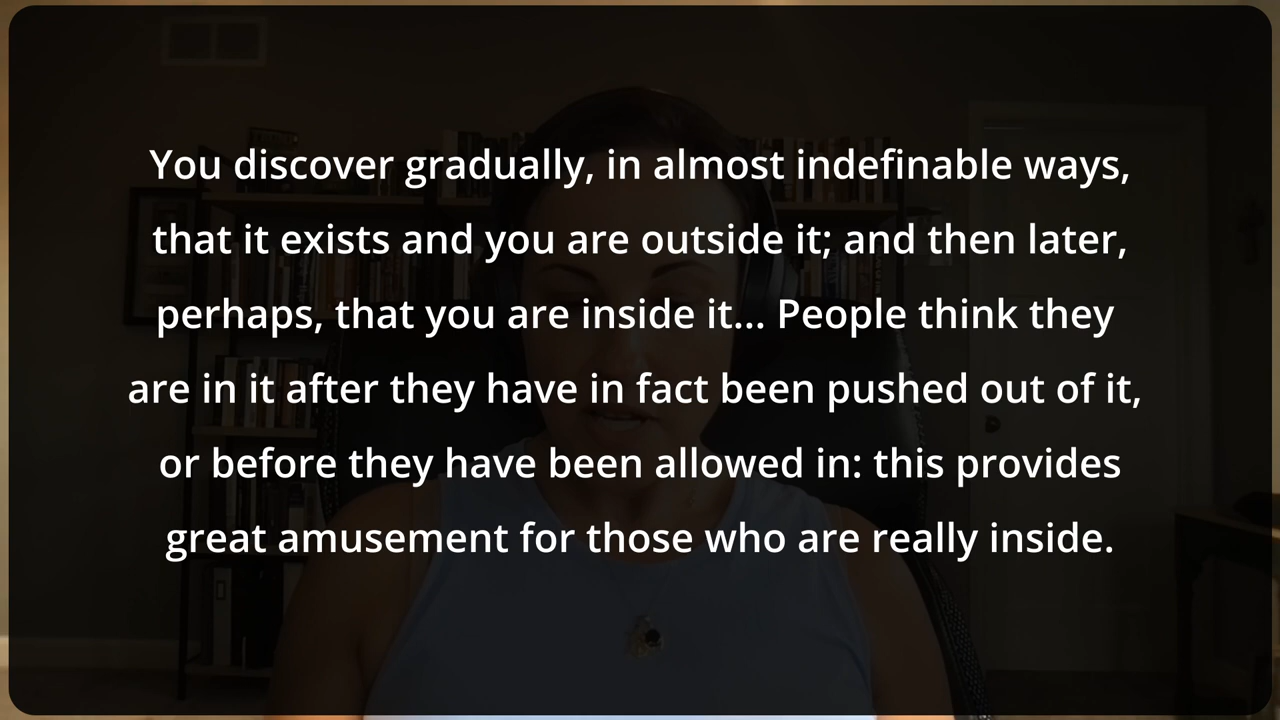 You discover gradually, in almost indefinable ways,
that it exists and you are outside it; and then later,
perhaps, that you are inside it... People think they
are in it after they have in fact been pushed out of it,
or before they have been allowed in: this provides
great amusement for those who are really inside.